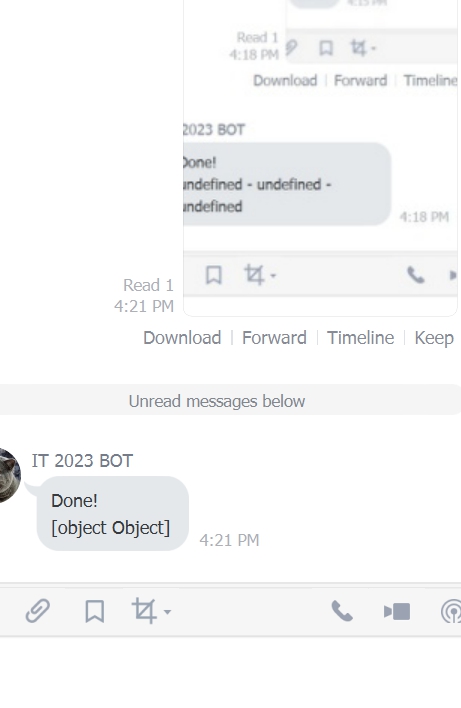 4:15 PM
Read 1
4:18 PM
Download | Forward | Timeline
2023 BOT
Done!
undefined - undefined -
undefined
4:18 PM
Read 1
4:21 PM
Download | Forward | Timeline | Keep
Unread messages below
IT 2023 BOT
Done!
[object Object]
4:21 PM